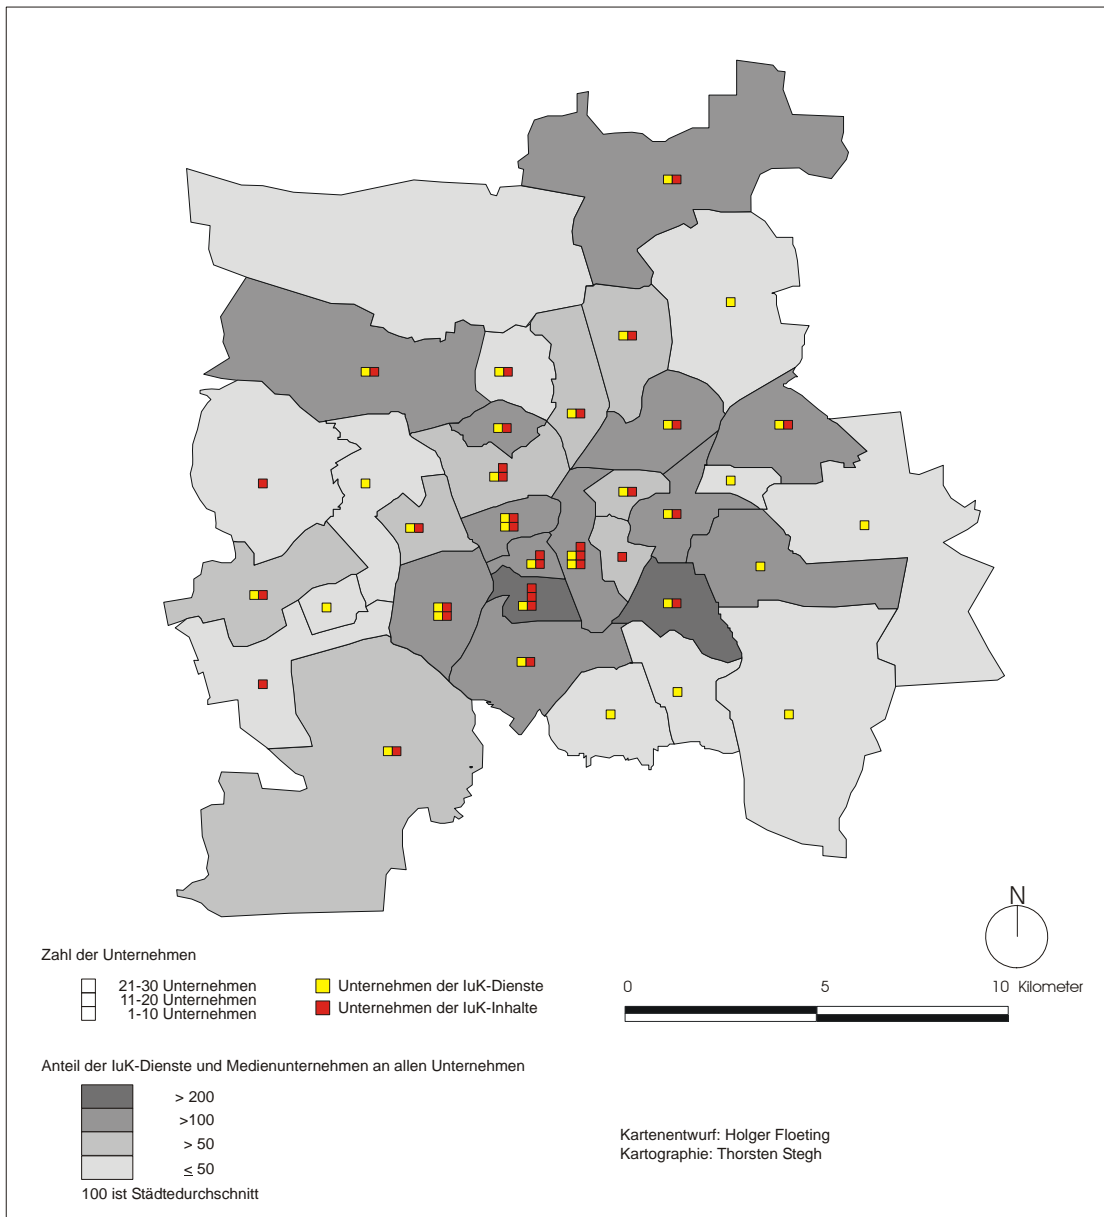 N
Zahl der Unternehmen
21-30 Unternehmen
11-20 Unternehmen
1-10 Unternehmen
Unternehmen der IuK-Dienste
Unternehmen der IuK-Inhalte
0 5 10 Kilometer
Anteil der IuK-Dienste und Medienunternehmen an allen Unternehmen
> 200
>100
> 50
≤ 50
100 ist Städtedurchschnitt
Kartenentwurf: Holger Floeting
Kartographie: Thorsten Stegh